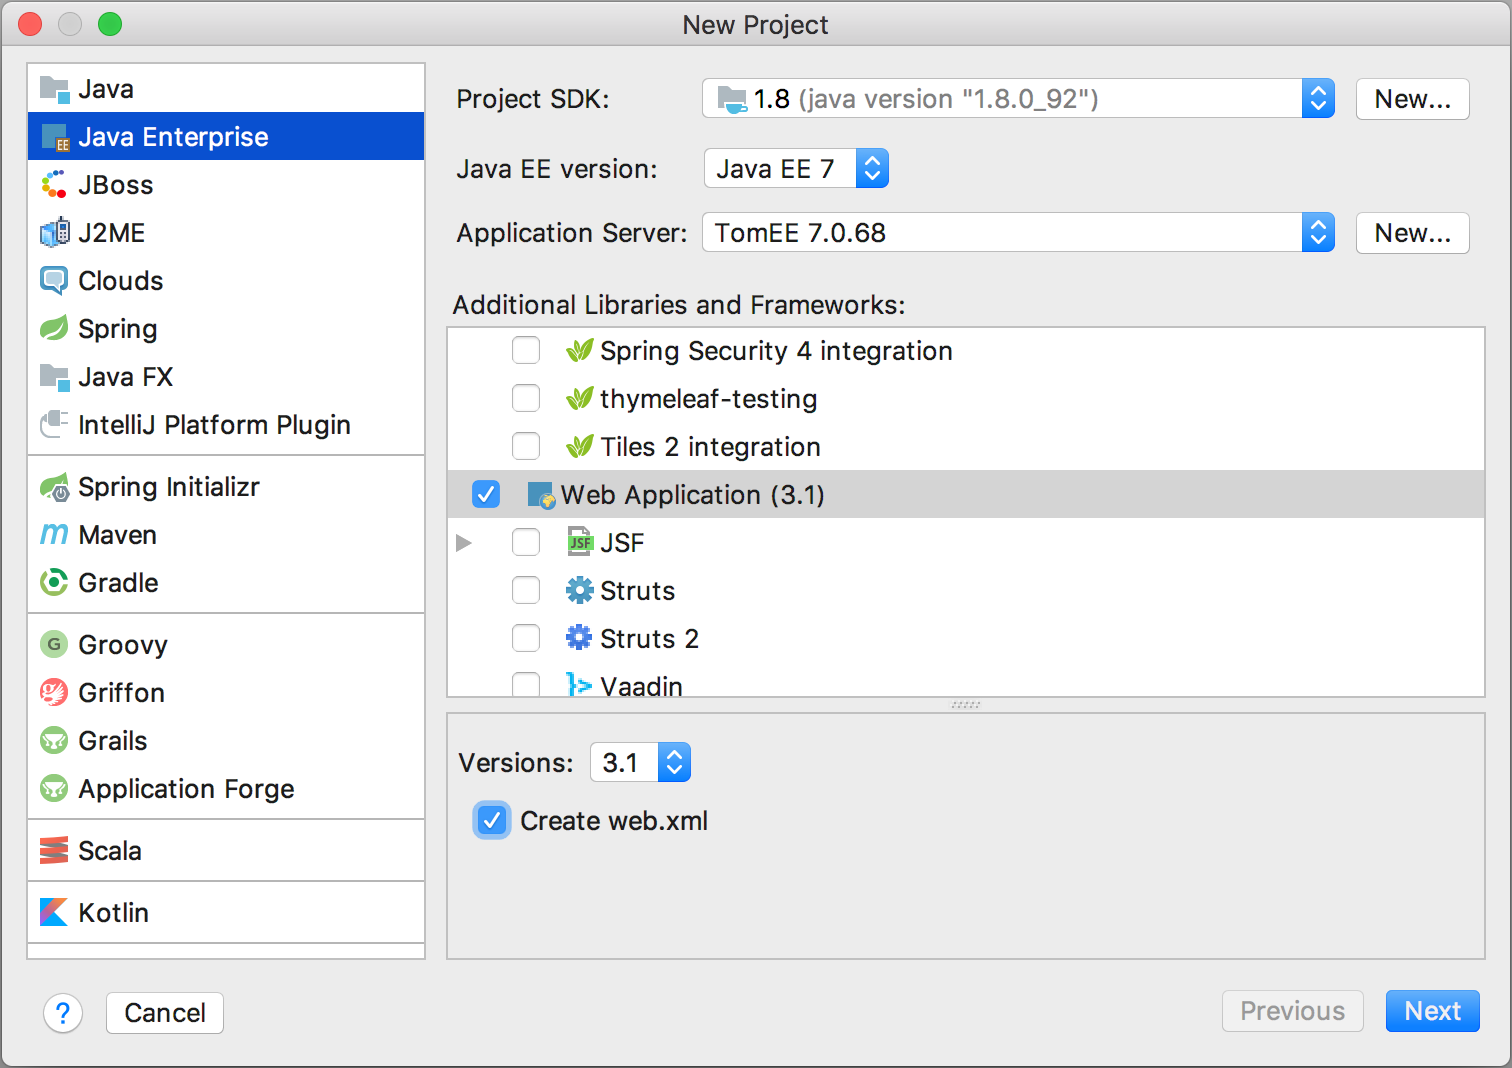 New Project
Java
Java Enterprise
JBoss
J2ME
Clouds
Spring
Java FX
IntelliJ Platform Plugin
Spring Initializr
Maven
Gradle
Groovy
Griffon
Grails
Application Forge
Scala
Kotlin
Project SDK: 1.8 (java version "1.8.0_92") New...
Java EE version: Java EE 7
Application Server: TomEE 7.0.68 New...
Additional Libraries and Frameworks:
Spring Security 4 integration
thymeleaf-testing
Tiles 2 integration
Web Application (3.1)
JSF JSF
Struts
Struts 2
Vaadin
Versions: 3.1
Create web.xml
? Cancel Previous Next